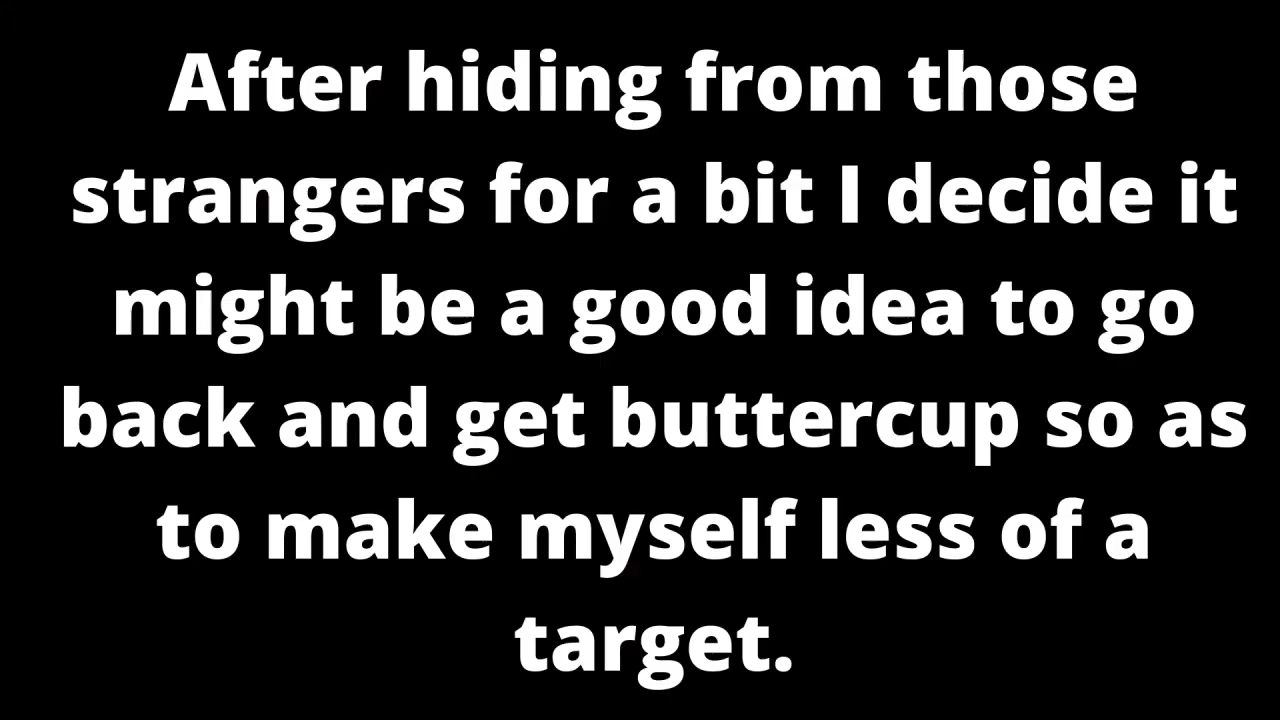 After hiding from those
strangers for a bit I decide it
might be a good idea to go
back and get buttercup so as
to make myself less of a
target.